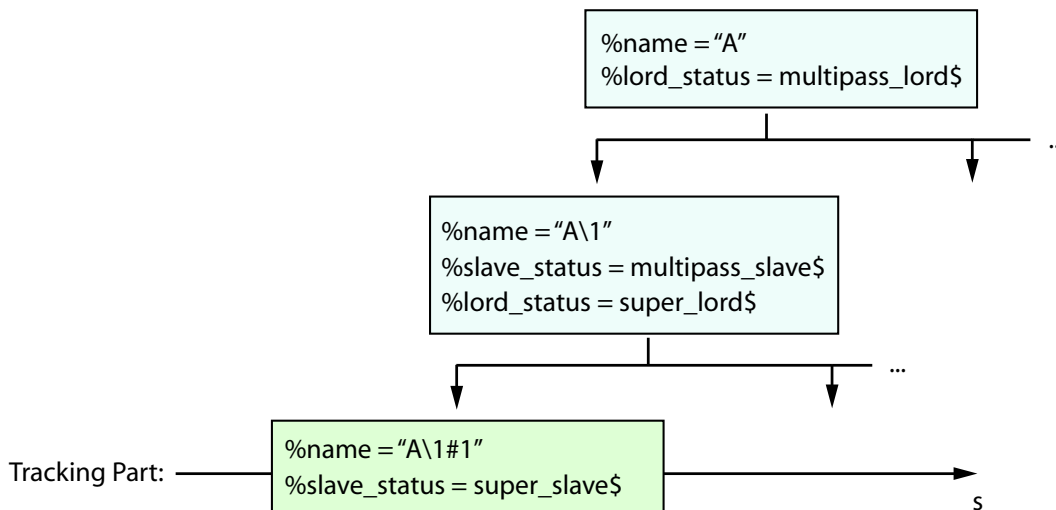 %name = “A”
%lord_status = multipass_lord$
..
%name = “A\1”
%slave_status = multipass_slave$
%lord_status = super_lord$
...
%name = “A\1#1”
%slave_status = super_slave$
Tracking Part:
s